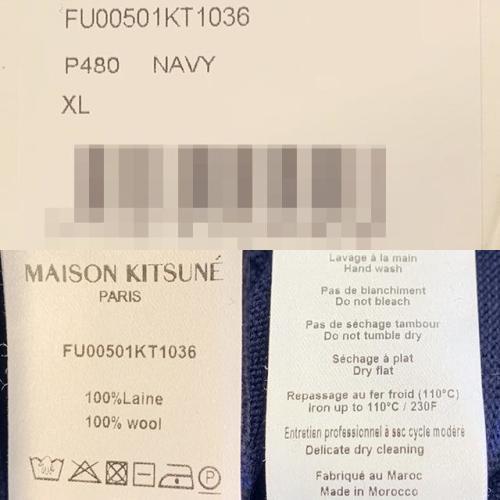 FU00501KT1036
P480 NAVY
XL
MAISON KITSUNÉ
PARIS
FU00501KT1036
100%Laine
100% wool
P
Lavage à la main
Hand wash
Pas de blanchiment
Do not bleach
Pas de séchage tambour
Do not tumble dry
Séchage à plat
Dry flat
Repassage au fer froid (110°C)
iron up to 110°C / 230F
Entretien professionnel à sec cycle modéré
Delicate dry cleaning
Fabriqué au Maroc
Made in Morocco